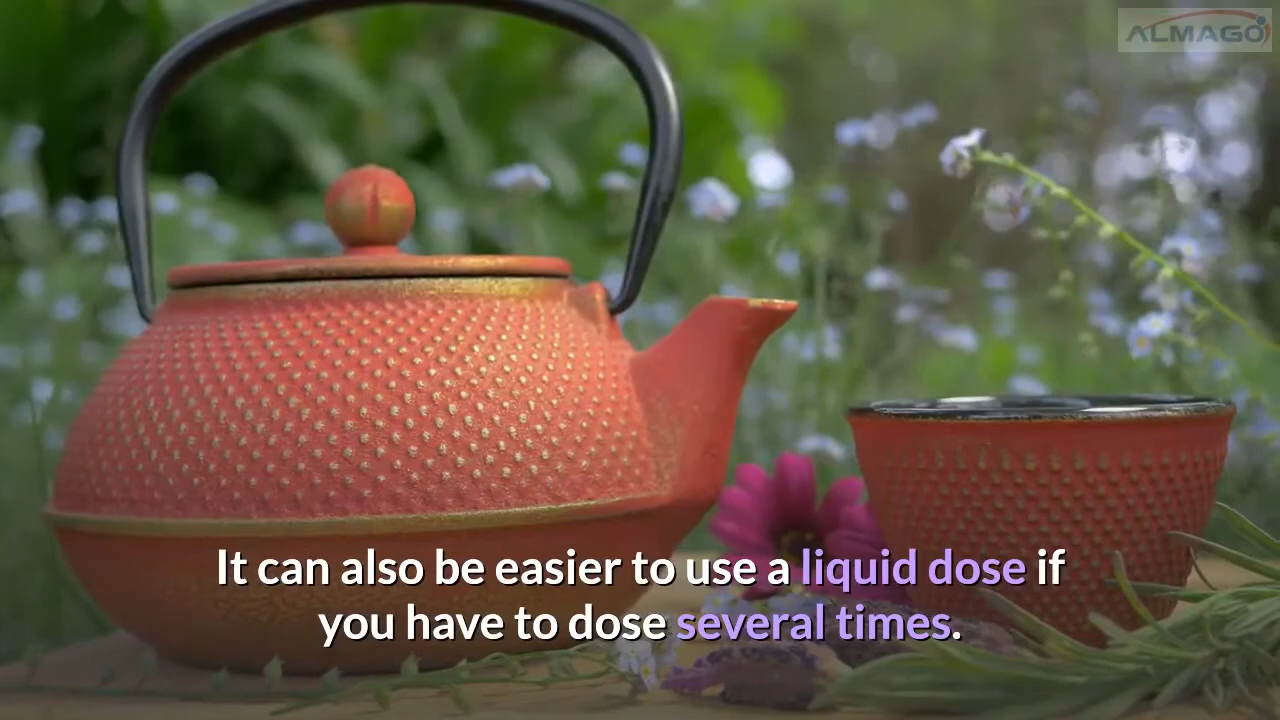 ALMAGO
It can also be easier to use a liquid dose if
you have to dose several times.